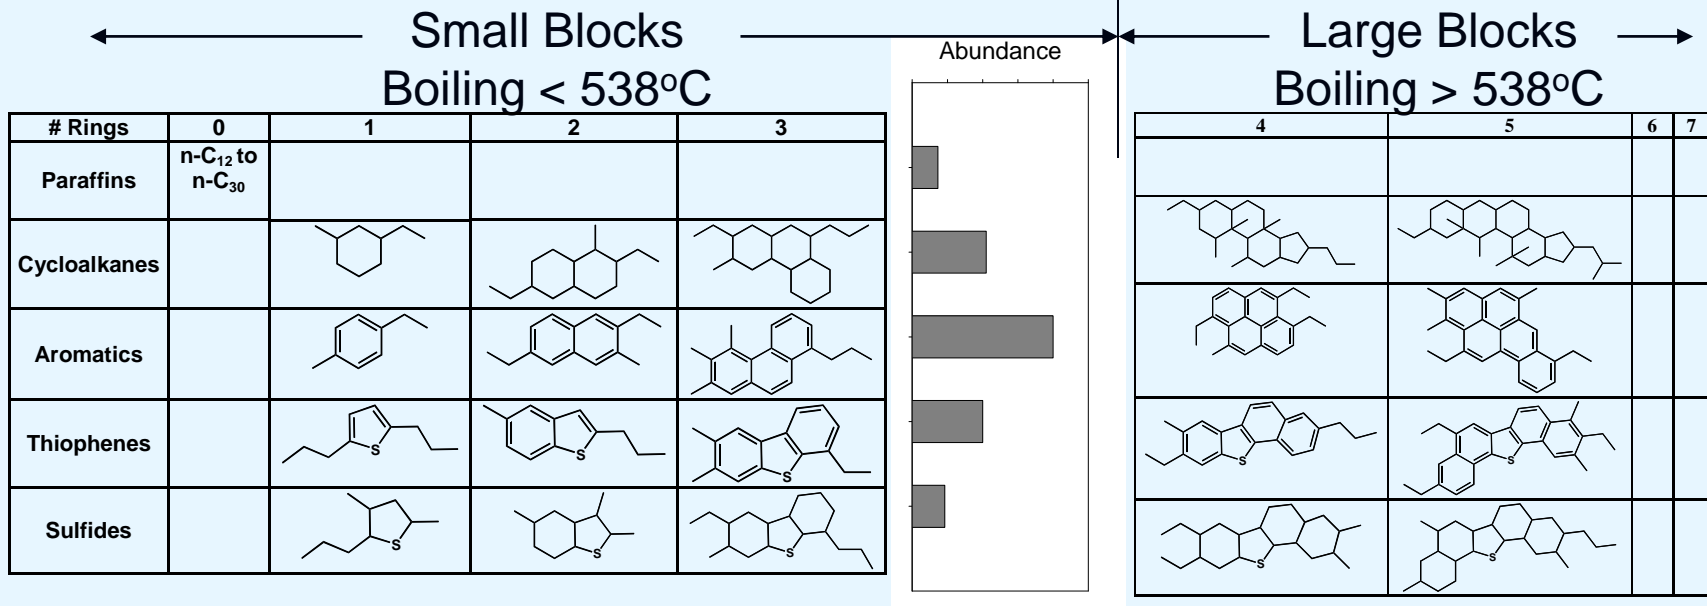 Small Blocks
Boiling < 538ºC
Abundance
Large Blocks
Boiling > 538ºC
# Rings 0 1 2 3
Paraffins n-C₁₂ to
n-C₃₀
Cycloalkanes
Aromatics
Thiophenes
S S S
Sulfides
S S S
4 5 6 7
S S
S S